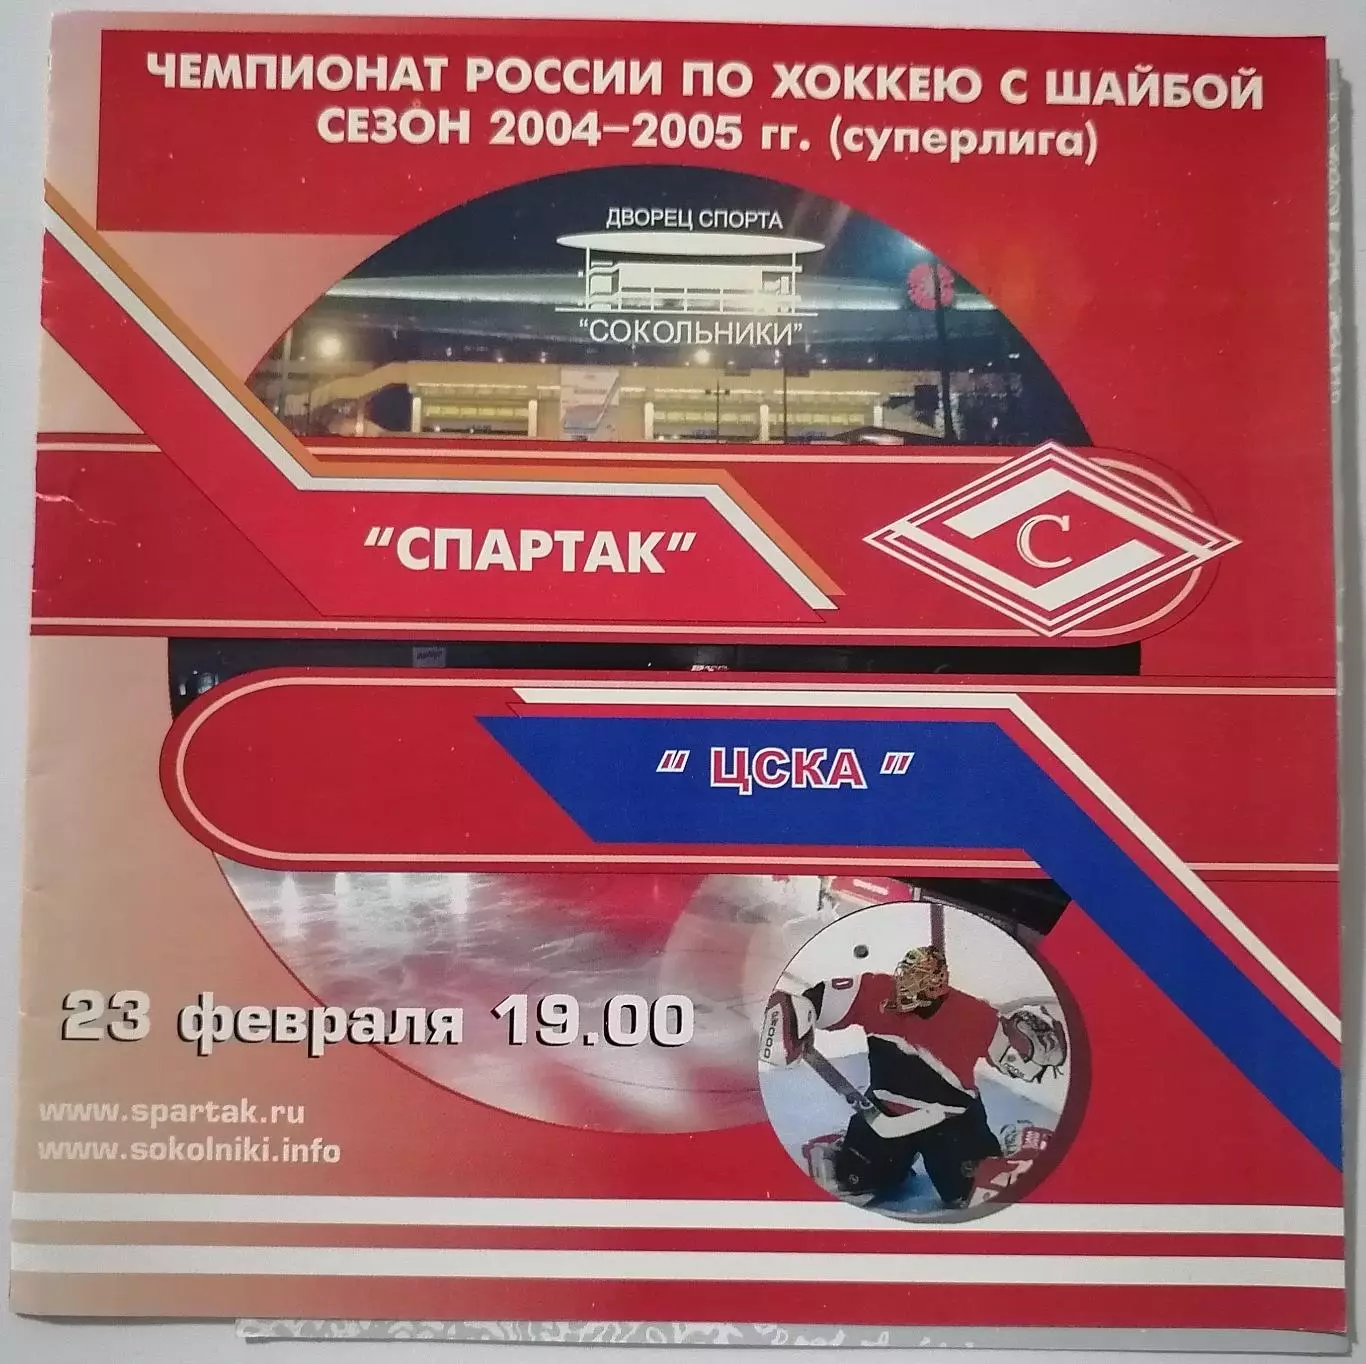 ЧЕМПИОНАТ РОССИИ ПО ХОККЕЮ С ШАЙБОЙ
СЕЗОН 2004-2005 гг. (суперлига)
ДВОРЕЦ СПОРТА
"СОКОЛЬНИКИ"
"СПАРТАК"
С
" ЦСКА "
23 февраля 19.00
www.spartak.ru
www.sokolniki.info